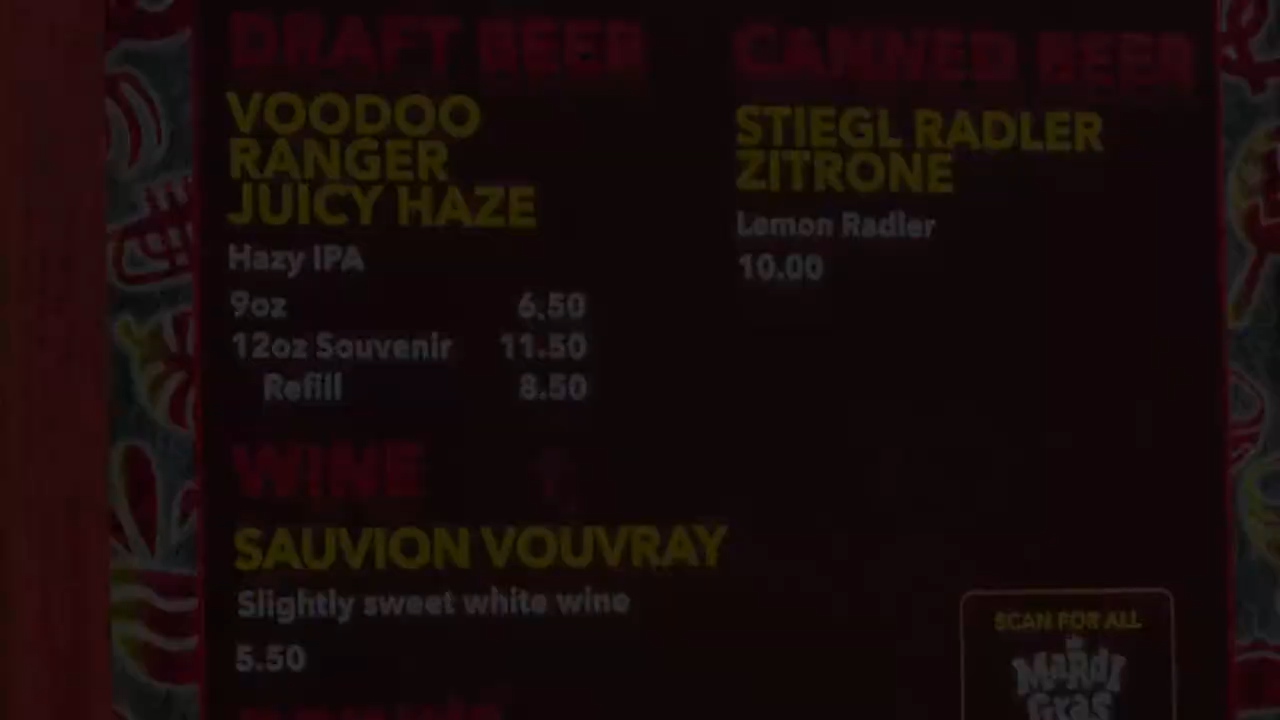 DRAFT BEER
VOODOO
RANGER
JUICY HAZE
Hazy IPA
9oz 6.50
12oz Souvenir 11.50
Refill 8.50
WINE
SAUVION VOUVRAY
Slightly sweet white wine
5.50
CANNED BEER
STIEGL RADLER
ZITRONE
Lemon Radler
10.00
SCAN FOR ALL
MaRdI
GRas